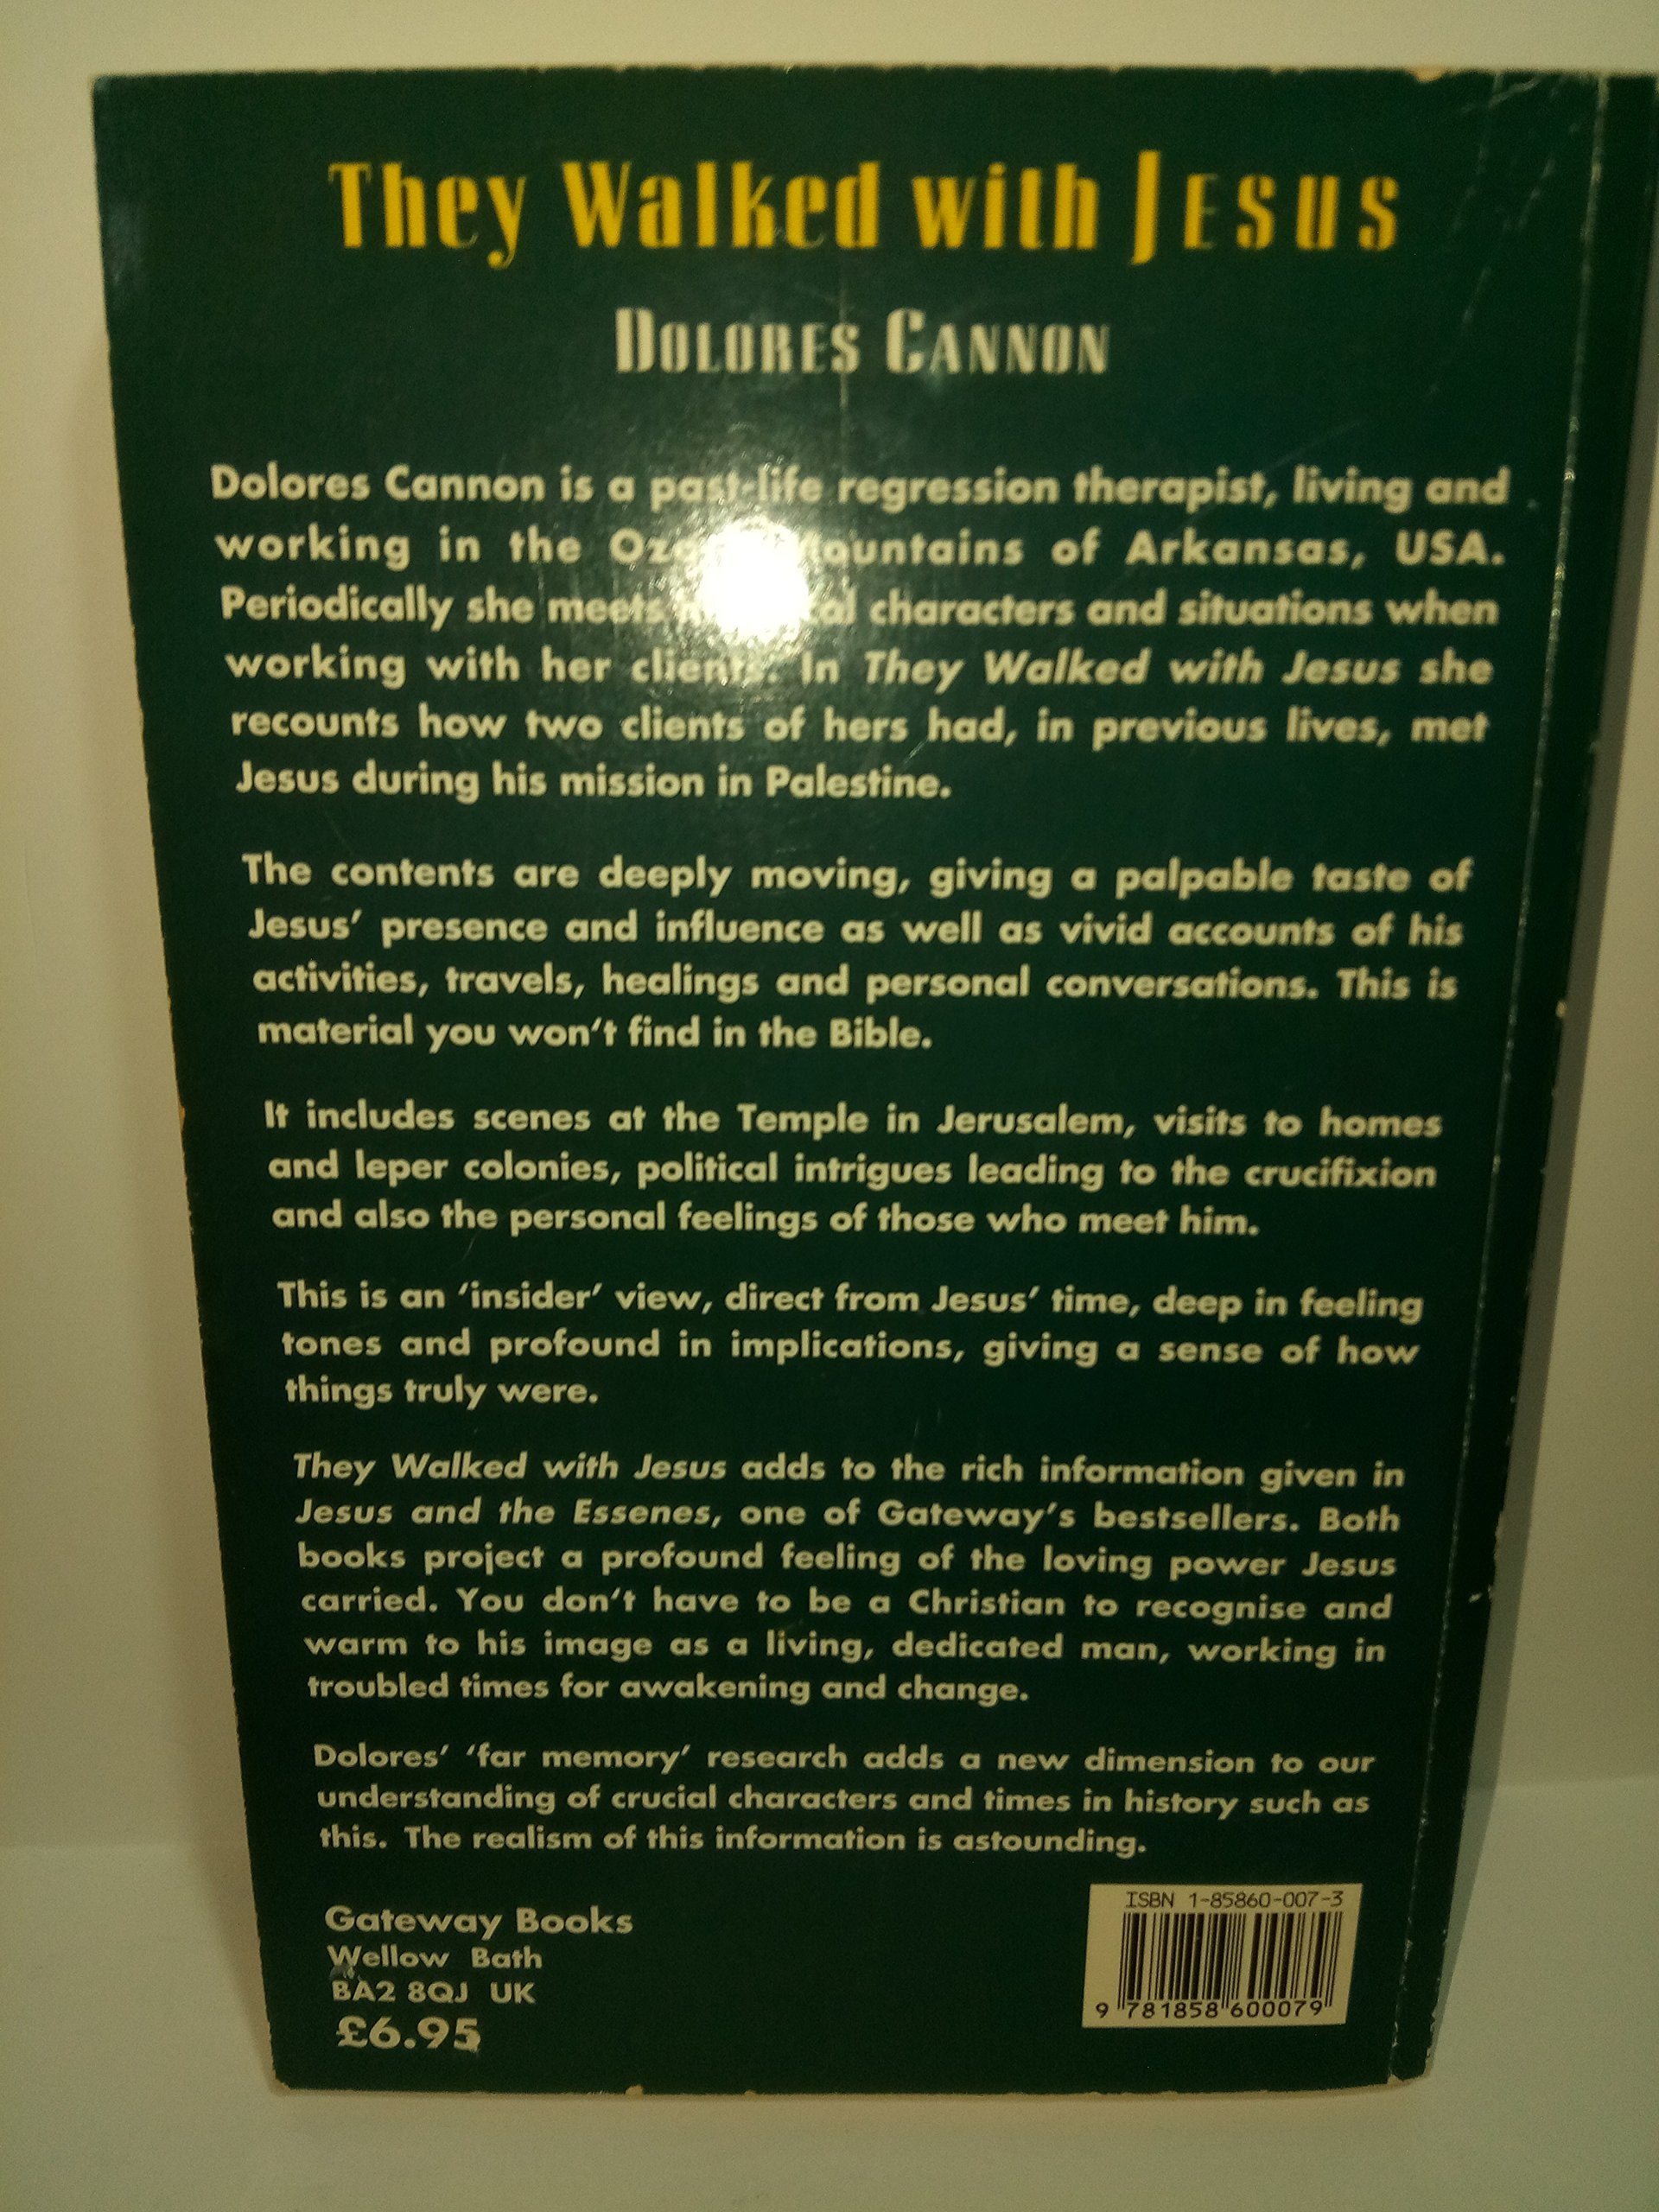 They Walked with JESUS
DOLORES CANNON
Dolores Cannon is a past-life regression therapist, living and
working in the of Arkansas, USA.
Periodically she meets characters and situations when
working with her clients. In They Walked with Jesus she
recounts how two clients of hers had, in previous lives, met
Jesus during his mission in Palestine.
The contents are deeply moving, giving a palpable taste of
Jesus’ presence and influence as well as vivid accounts of his
activities, travels, healings and personal conversations. This is
material you won’t find in the Bible.
It includes scenes at the Temple in Jerusalem, visits to homes
and leper colonies, political intrigues leading to the crucifixion
and also the personal feelings of those who meet him.
This is an ‘insider’ view, direct from Jesus’ time, deep in feeling
tones and profound in implications, giving a sense of how
things truly were.
They Walked with Jesus adds to the rich information given in
Jesus and the Essenes, one of Gateway’s bestsellers. Both
books project a profound feeling of the loving power Jesus
carried. You don’t have to be a Christian to recognise and
warm to his image as a living, dedicated man, working in
troubled times for awakening and change.
Dolores’ ‘far memory’ research adds a new dimension to our
understanding of crucial characters and times in history such as
this. The realism of this information is astounding.
Gateway Books
Wellow Bath
BA2 8QJ UK
£6.95
ISBN 1-85860-007-3
9 781858 600079